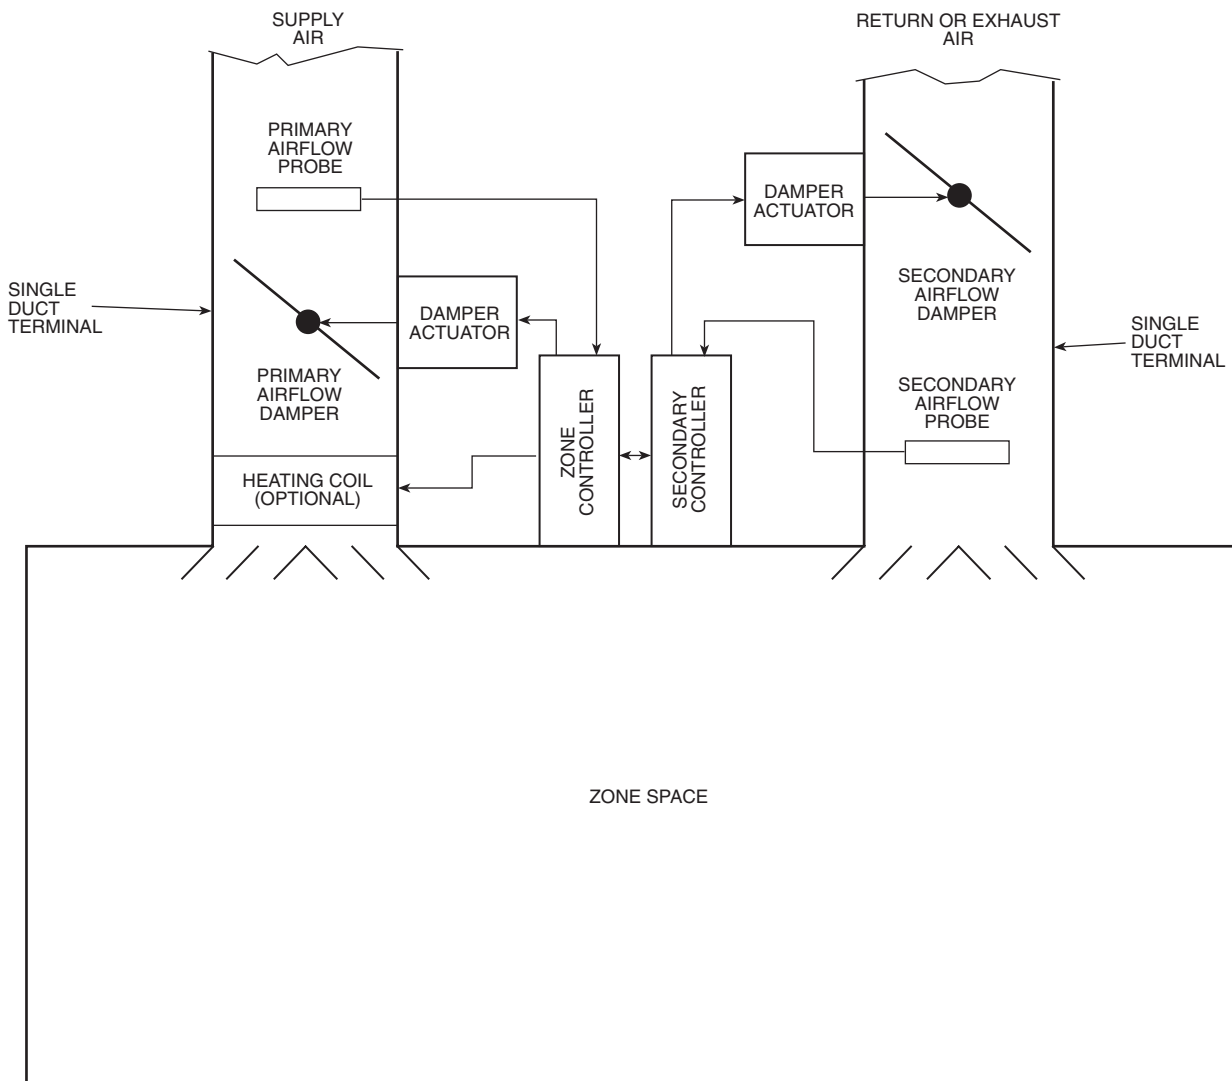 SUPPLY
AIR
RETURN OR EXHAUST
AIR
PRIMARY
AIRFLOW
PROBE
DAMPER
ACTUATOR
SINGLE
DUCT
TERMINAL
DAMPER
ACTUATOR
SECONDARY
AIRFLOW
DAMPER
SINGLE
DUCT
TERMINAL
PRIMARY
AIRFLOW
DAMPER
SECONDARY
AIRFLOW
PROBE
HEATING COIL
(OPTIONAL)
ZONE
CONTROLLER
SECONDARY
CONTROLLER
ZONE SPACE